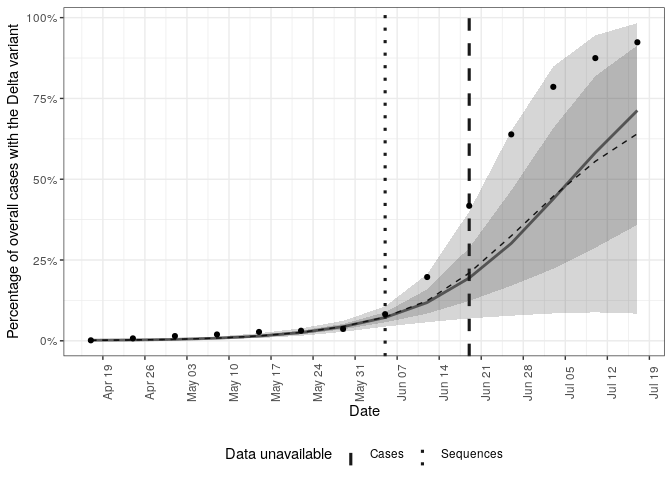 Percentage of overall cases with the Delta variant
100%
75%
50%
25%
0%
Apr 19
Apr 26
May 03
May 10
May 17
May 24
May 31
Jun 07
Jun 14
Jun 21
Jun 28
Jul 05
Jul 12
Jul 19
Date
Data unavailable Cases Sequences